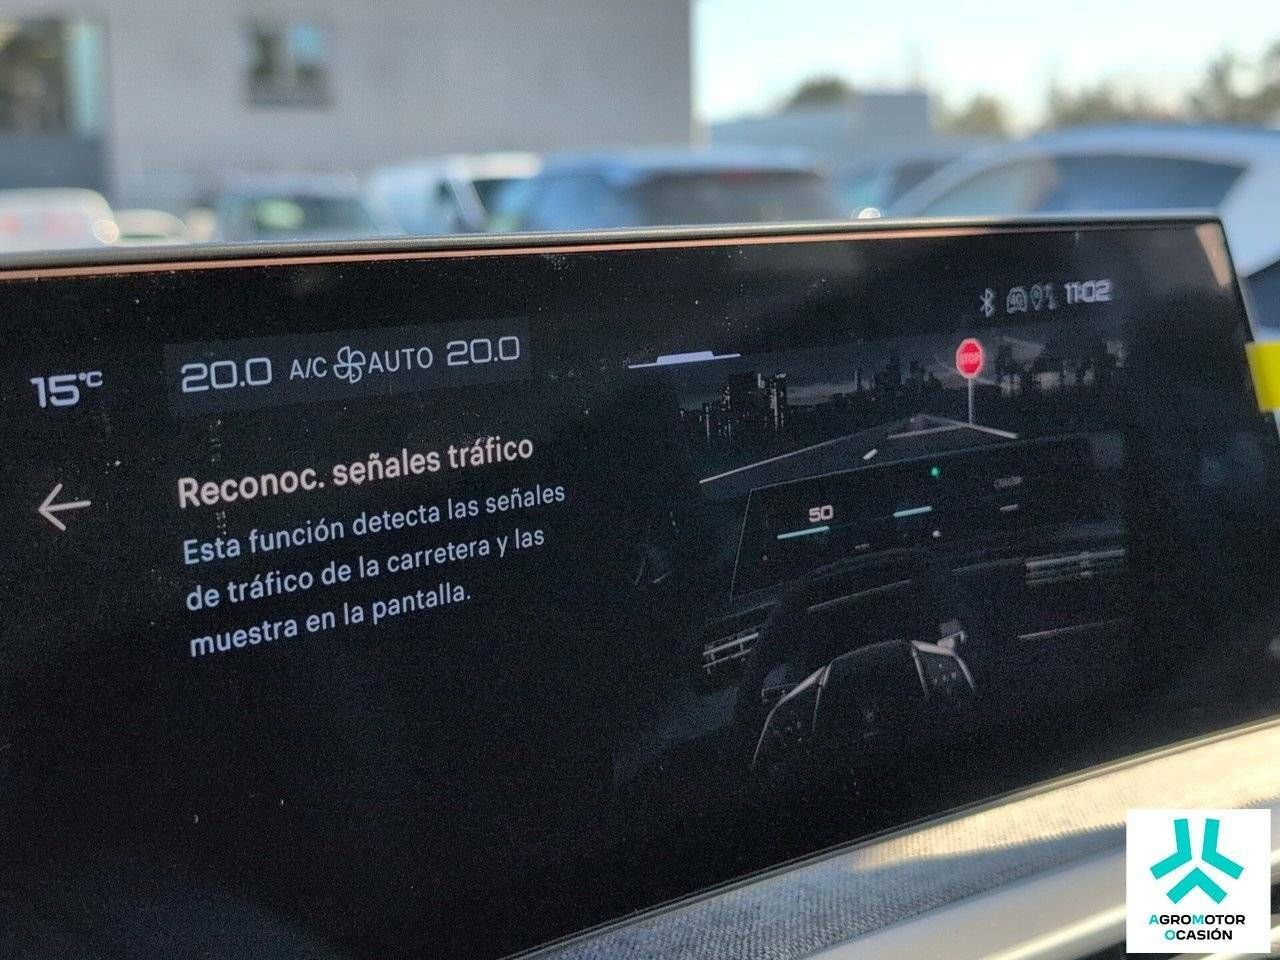 11:02
15°C
20.0 A/C AUTO 20.0
STOP
Reconoc. señales tráfico
Esta función detecta las señales
de tráfico de la carretera y las
muestra en la pantalla.
50
AGROMOTOR
OCASIÓN